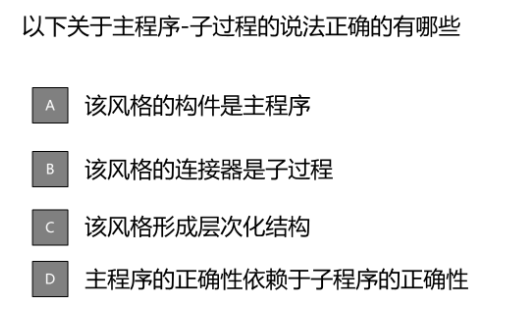 以下关于主程序-子过程的说法正确的有哪些
A 该风格的构件是主程序
B 该风格的连接器是子过程
C 该风格形成层次化结构
D 主程序的正确性依赖于子程序的正确性